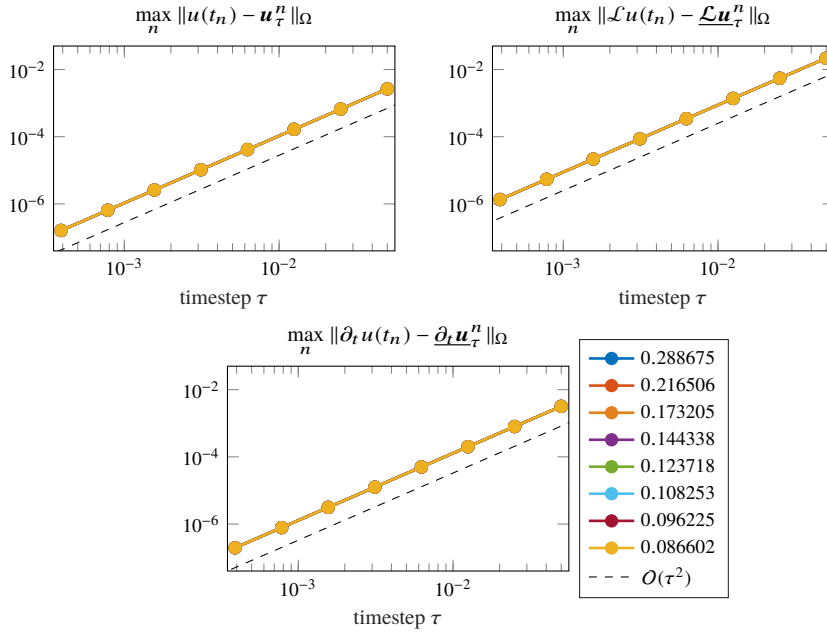 max_n ‖u(t_n) − 𝒖_τ^n‖_Ω
10^−2
10^−4
10^−6
10^−3 10^−2
timestep τ
max_n ‖ℒu(t_n) − ℒ𝒖_τ^n‖_Ω
10^−2
10^−4
10^−6
10^−3 10^−2
timestep τ
max_n ‖∂_t u(t_n) − ∂_t 𝒖_τ^n‖_Ω
10^−2
10^−4
10^−6
10^−3 10^−2
timestep τ
0.288675
0.216506
0.173205
0.144338
0.123718
0.108253
0.096225
0.086602
𝒪(τ^2)